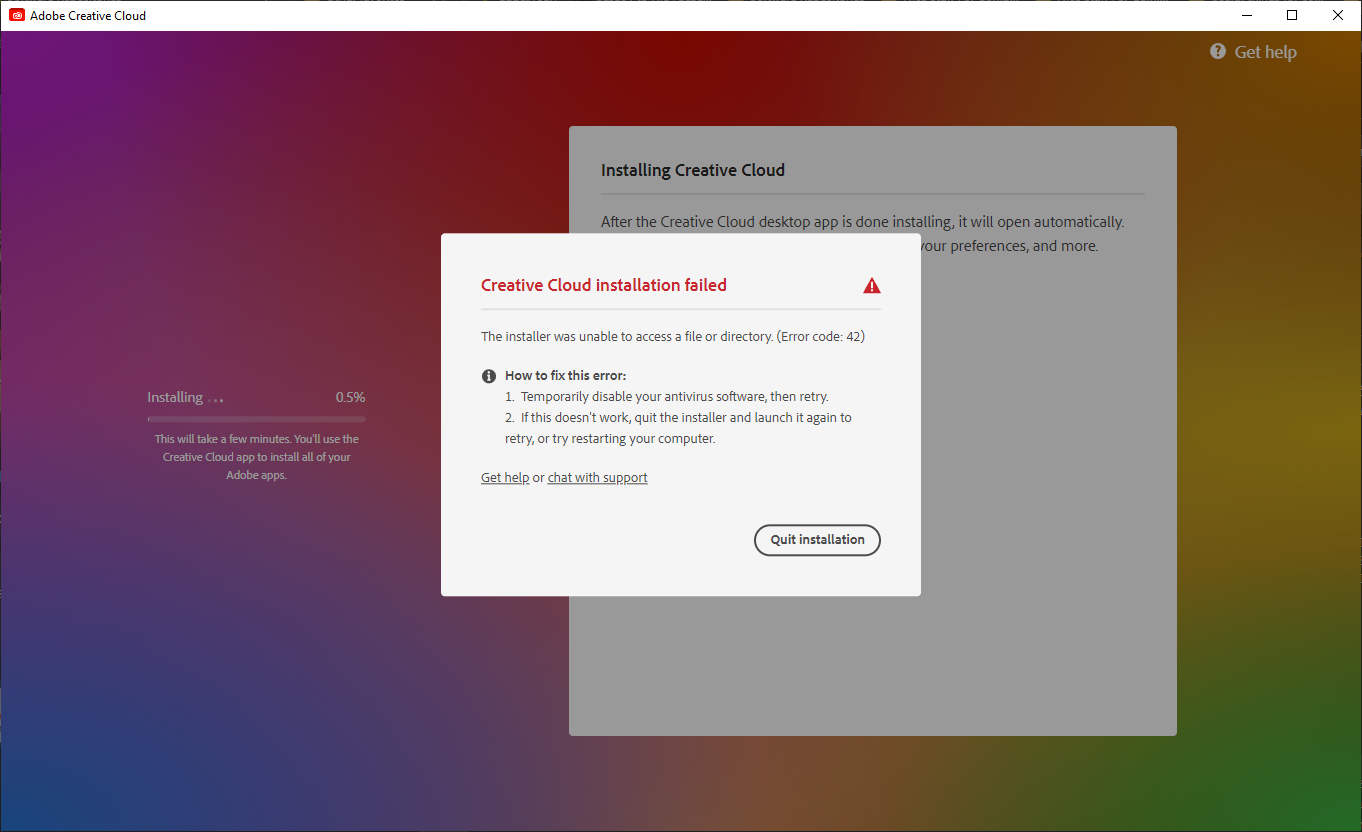 Adobe Creative Cloud
Get help
Installing Creative Cloud
After the Creative Cloud desktop app is done installing, it will open automatically.
your preferences, and more.
Creative Cloud installation failed
The installer was unable to access a file or directory. (Error code: 42)
How to fix this error:
1. Temporarily disable your antivirus software, then retry.
2. If this doesn't work, quit the installer and launch it again to
retry, or try restarting your computer.
Get help or chat with support
Quit installation
Installing ...
0.5%
This will take a few minutes. You'll use the
Creative Cloud app to install all of your
Adobe apps.